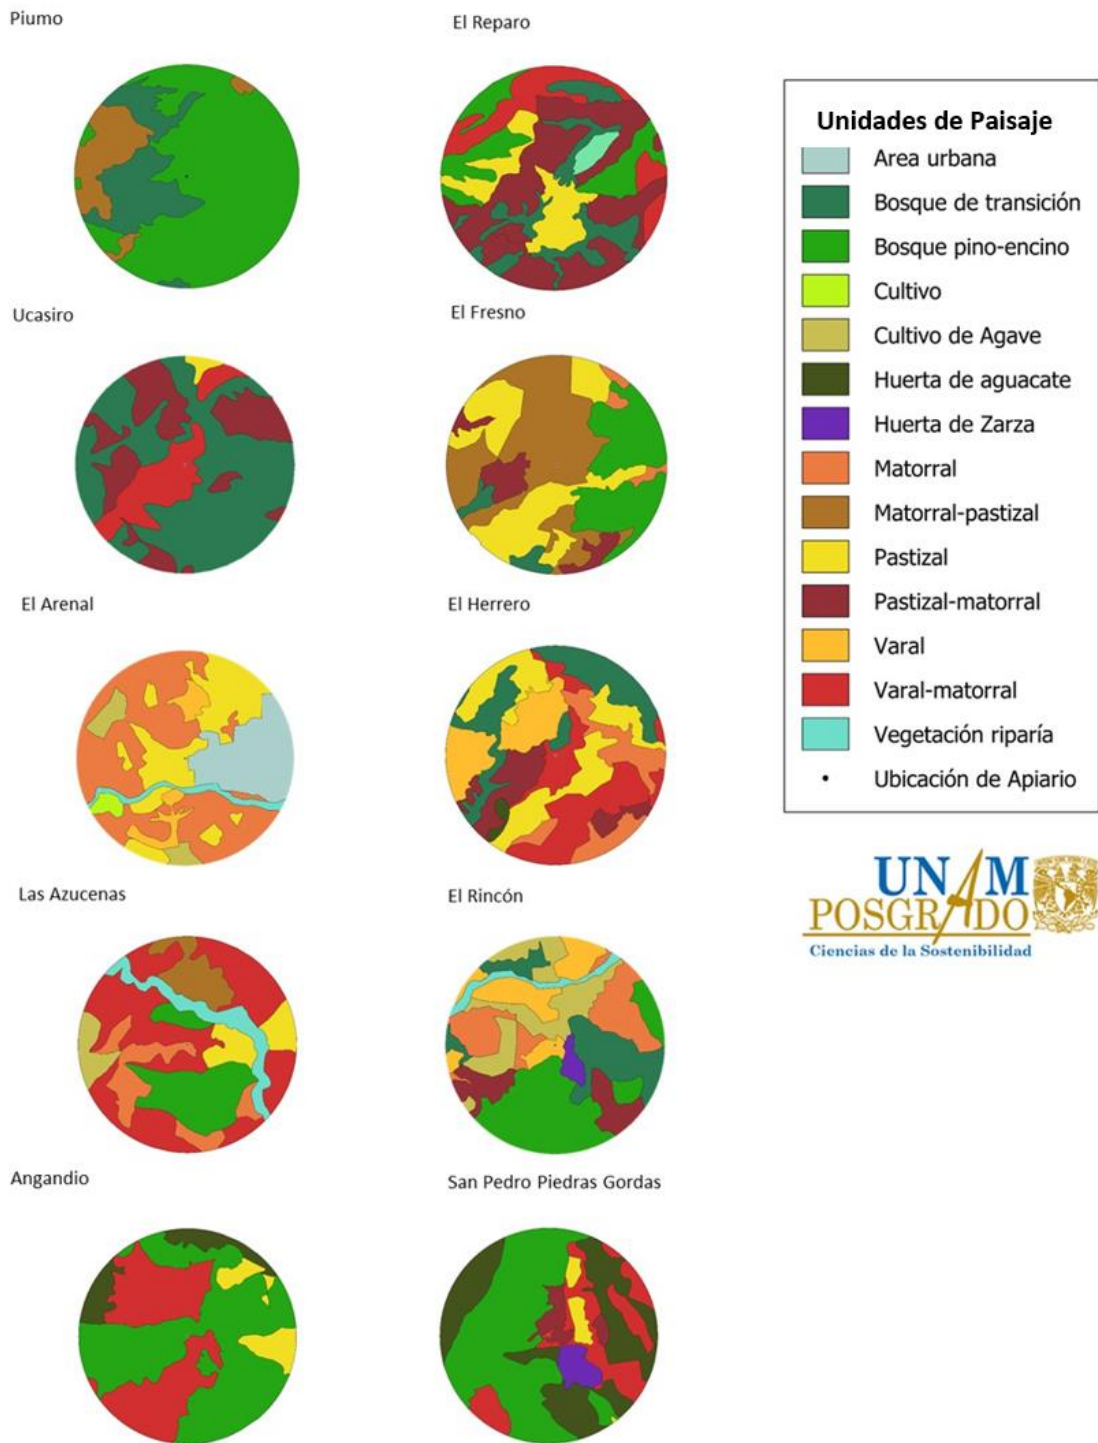 Piumo
El Reparo
Ucasiro
El Fresno
El Arenal
El Herrero
Las Azucenas
El Rincón
Angandio
San Pedro Piedras Gordas
Unidades de Paisaje
Area urbana
Bosque de transición
Bosque pino-encino
Cultivo
Cultivo de Agave
Huerta de aguacate
Huerta de Zarza
Matorral
Matorral-pastizal
Pastizal
Pastizal-matorral
Varal
Varal-matorral
Vegetación riparía
Ubicación de Apiario
UNAM
POSGRADO
Ciencias de la Sostenibilidad